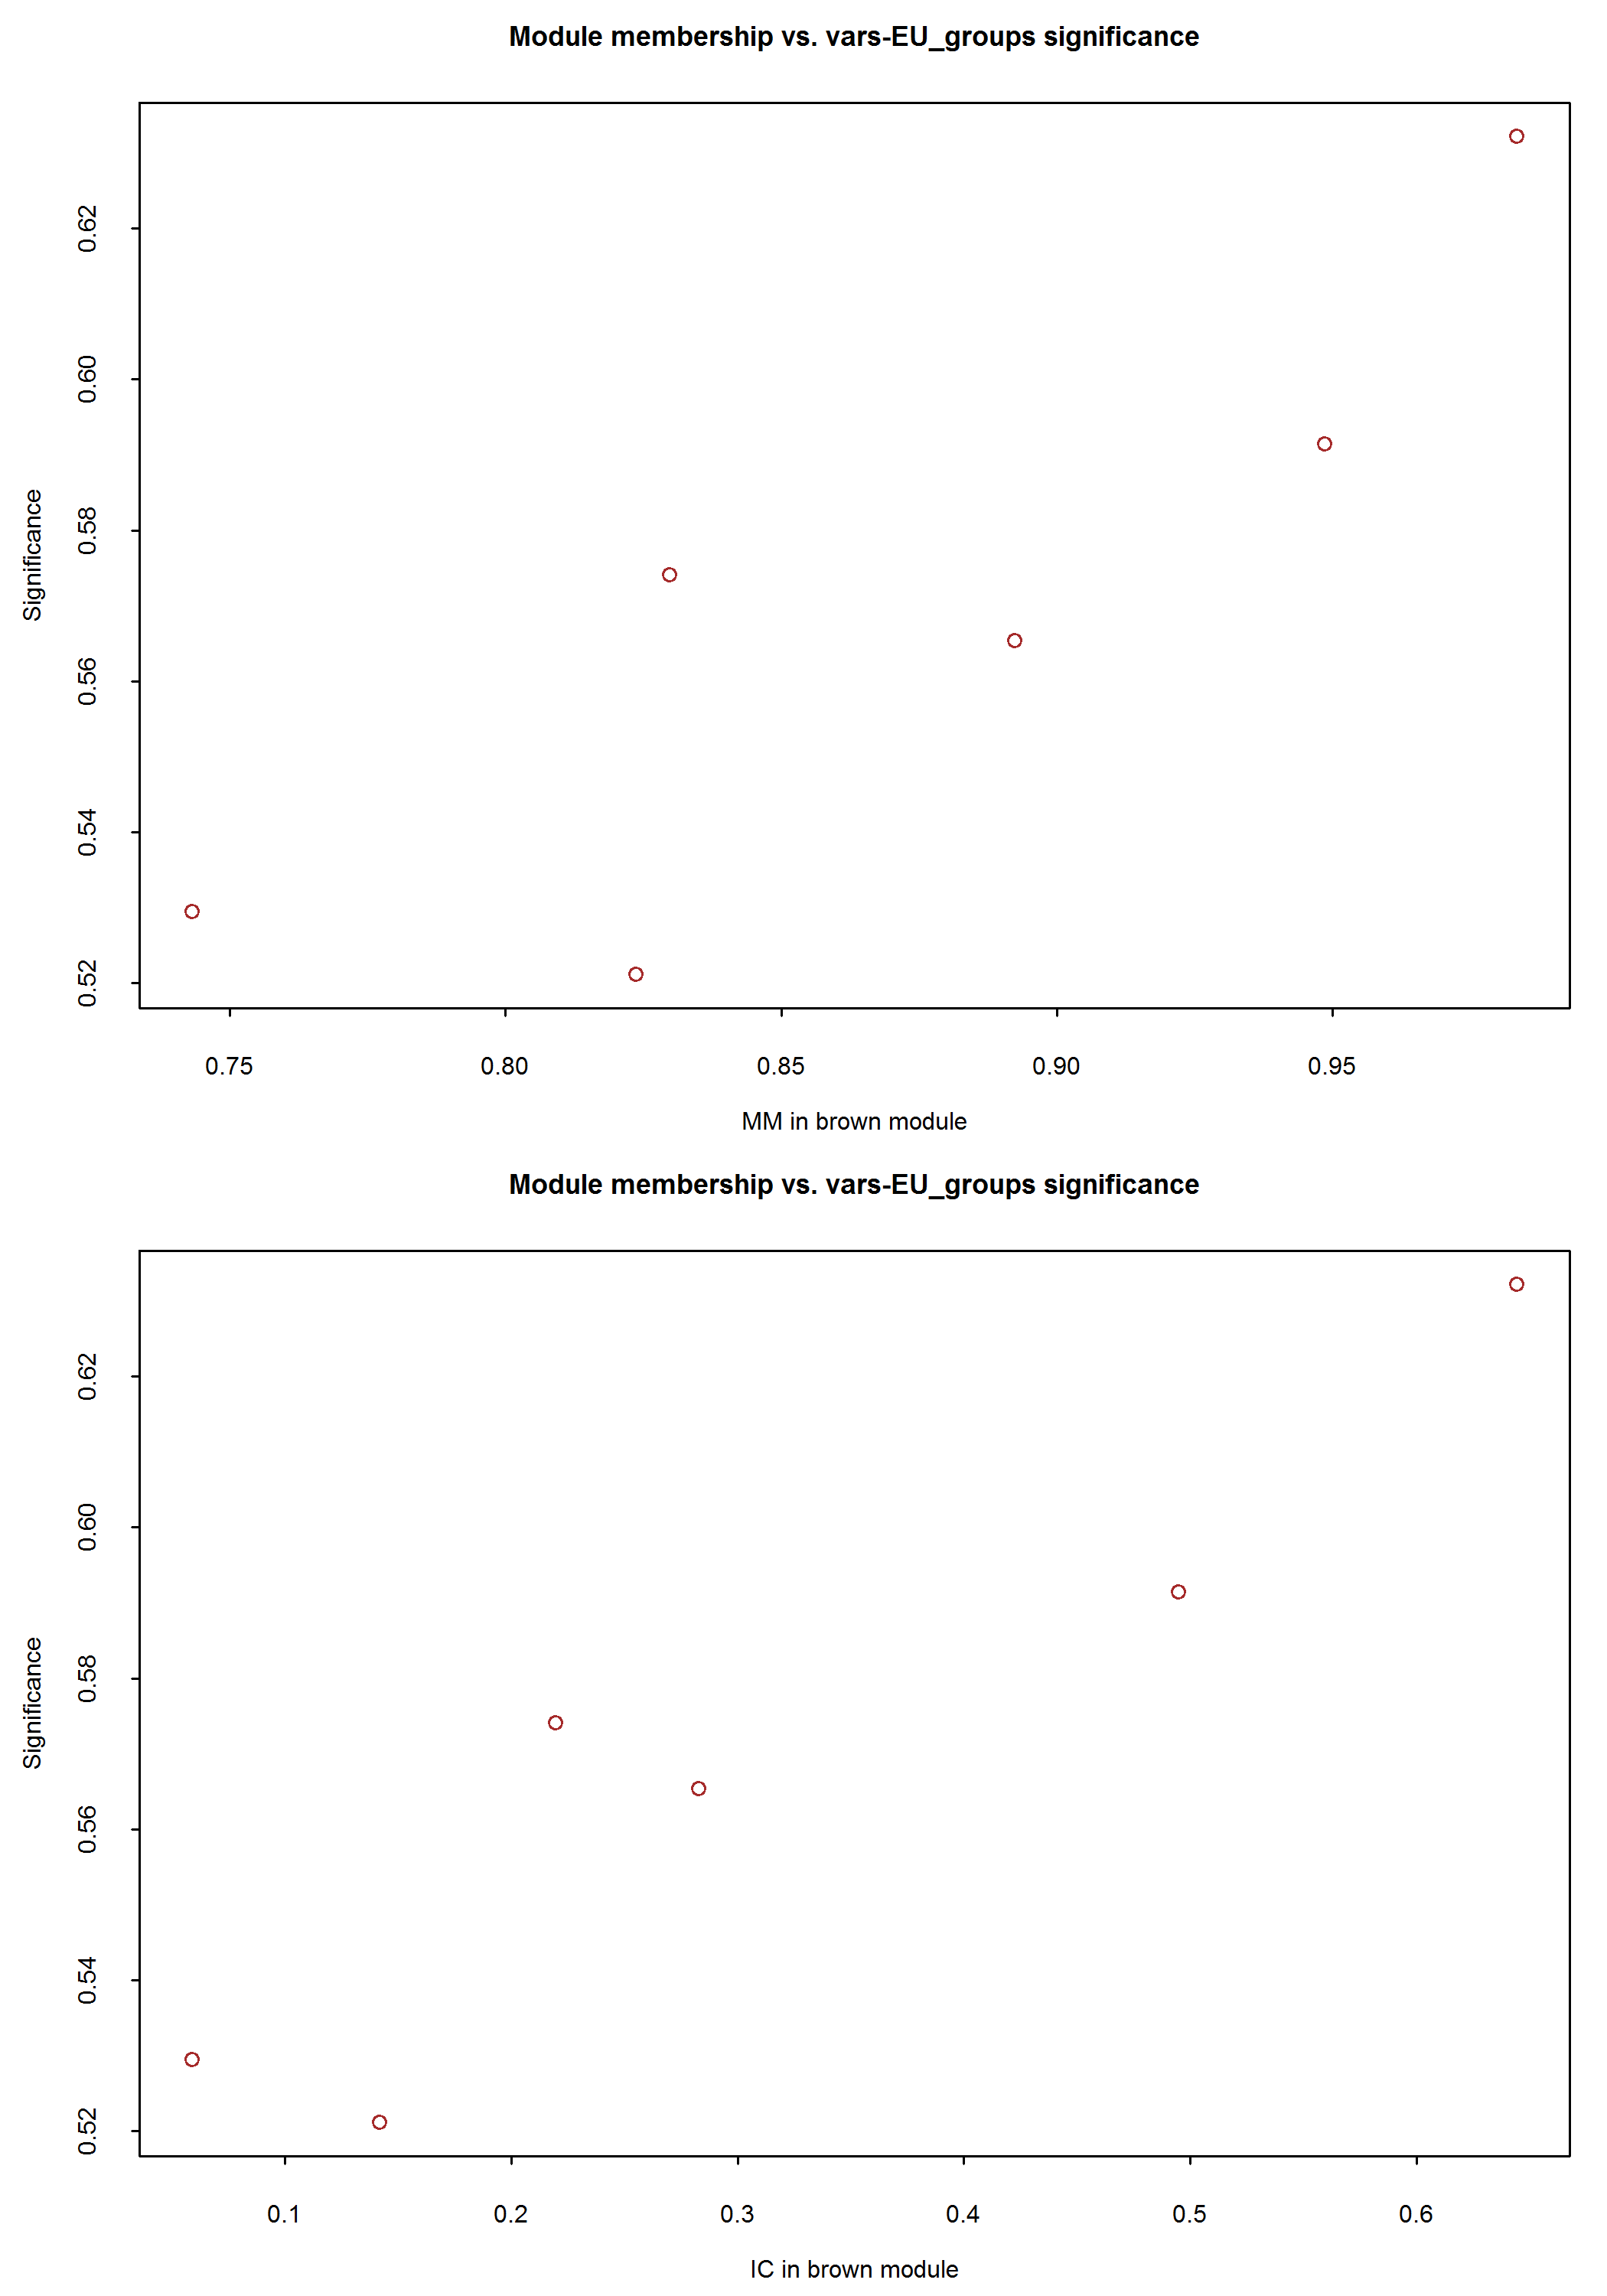 Module membership vs. vars-EU_groups significance
Significance
0.62
0.60
0.58
0.56
0.54
0.52
0.75 0.80 0.85 0.90 0.95
MM in brown module
Module membership vs. vars-EU_groups significance
Significance
0.62
0.60
0.58
0.56
0.54
0.52
0.1 0.2 0.3 0.4 0.5 0.6
IC in brown module